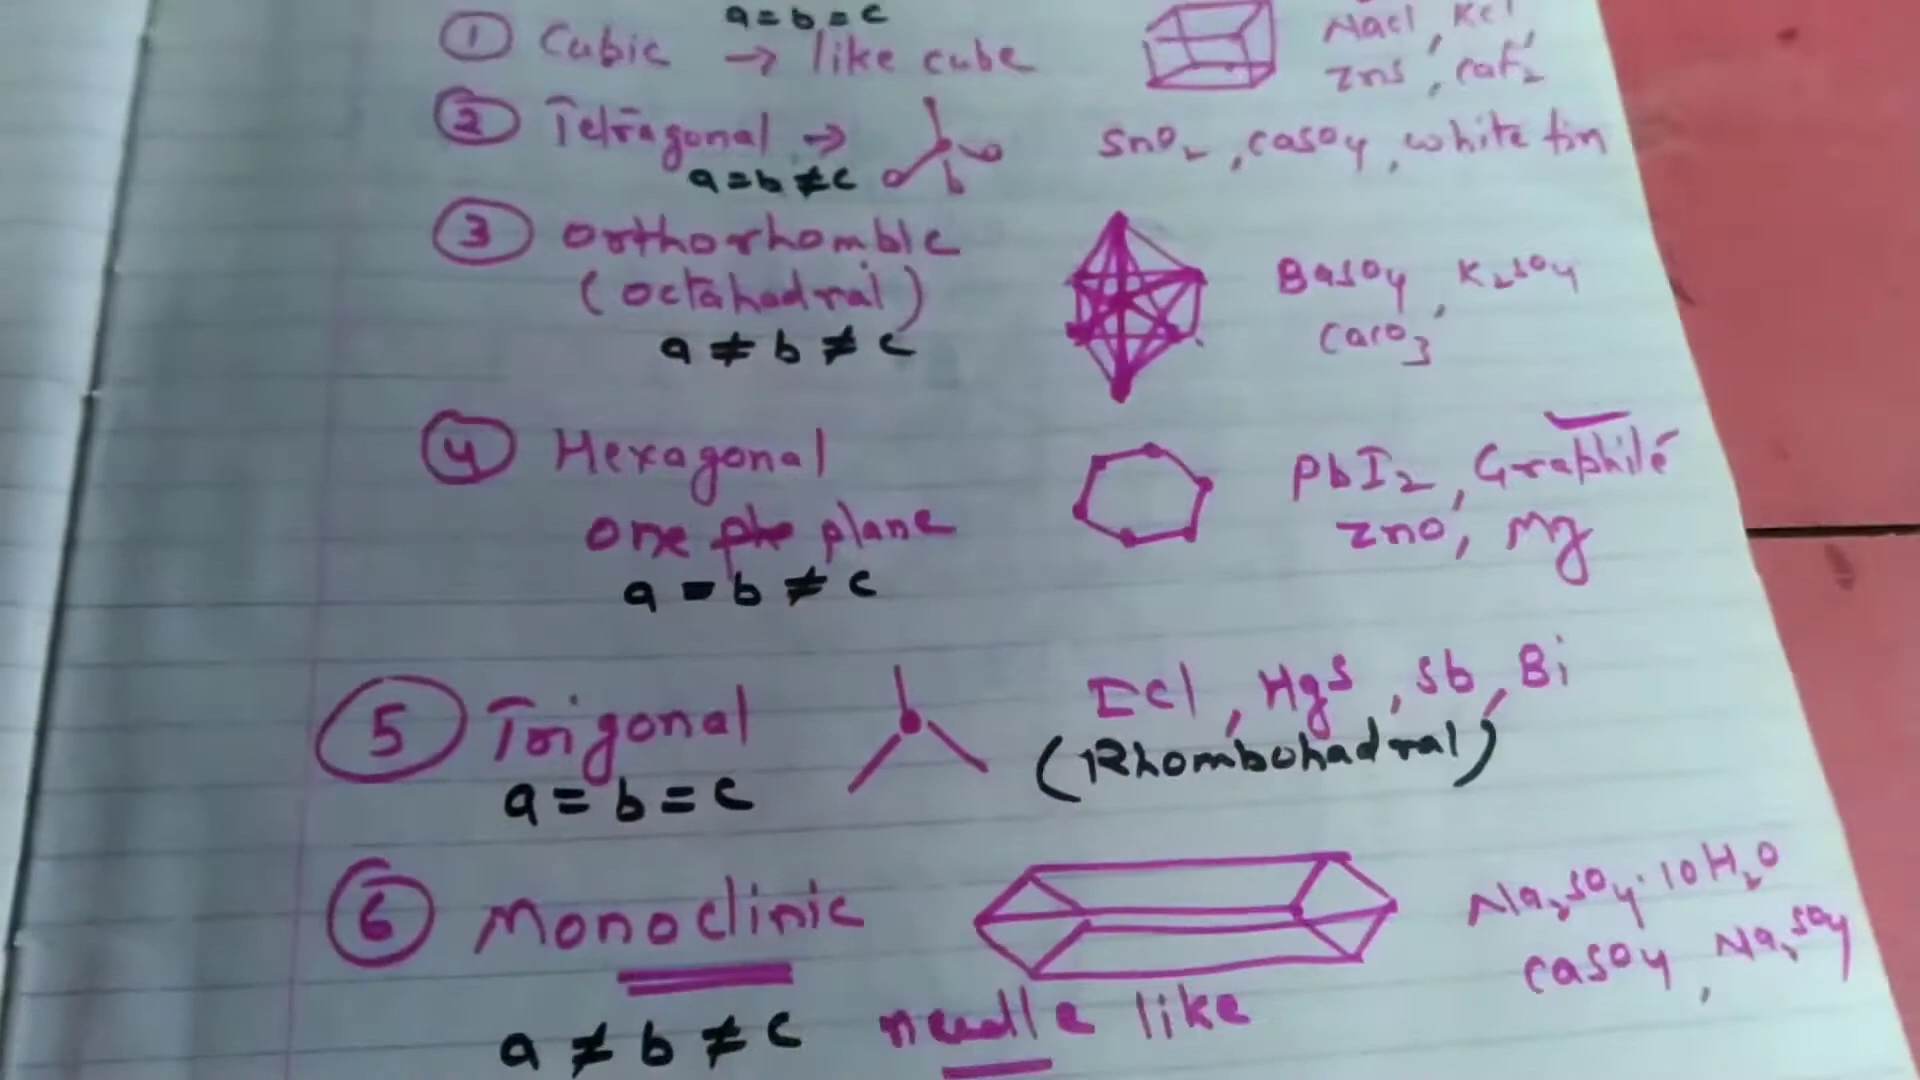 a = b = c
① Cubic → like cube NaCl, KCl,
ZnS, CaF₂
② Tetragonal → SnO₂, CaSO₄, white tin
a = b ≠ c
③ Orthorhombic
(octahadral) BaSO₄, K₂SO₄,
CaCO₃
a ≠ b ≠ c
④ Hexagonal PbI₂, Graphite
one plane ZnO, Mg
a = b ≠ c
⑤ Trigonal ICl, HgS, Sb, Bi
(Rhombohadral)
a = b = c
⑥ Monoclinic Na₂SO₄·10H₂O
CaSO₄, Na₂SO₄
a ≠ b ≠ c needle like